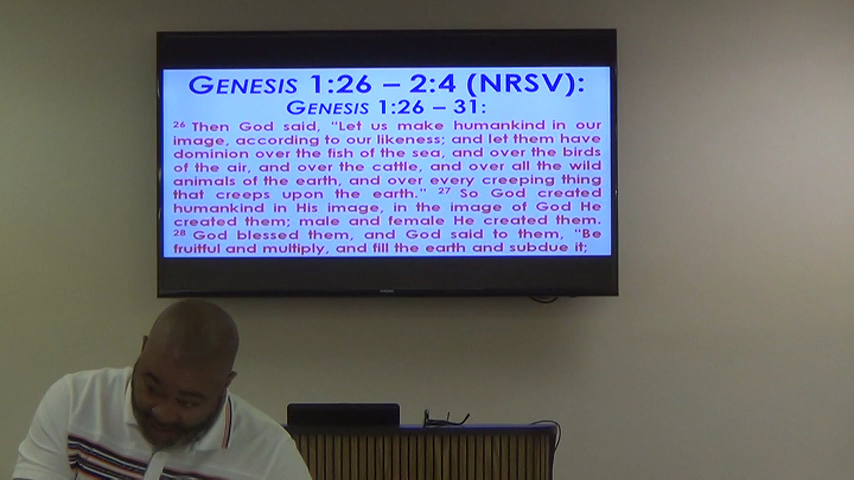 GENESIS 1:26 – 2:4 (NRSV):
GENESIS 1:26 – 31:
26 Then God said, "Let us make humankind in our
image, according to our likeness; and let them have
dominion over the fish of the sea, and over the birds
of the air, and over the cattle, and over all the wild
animals of the earth, and over every creeping thing
that creeps upon the earth." 27 So God created
humankind in His image, in the image of God He
created them; male and female He created them.
28 God blessed them, and God said to them, "Be
fruitful and multiply, and fill the earth and subdue it;